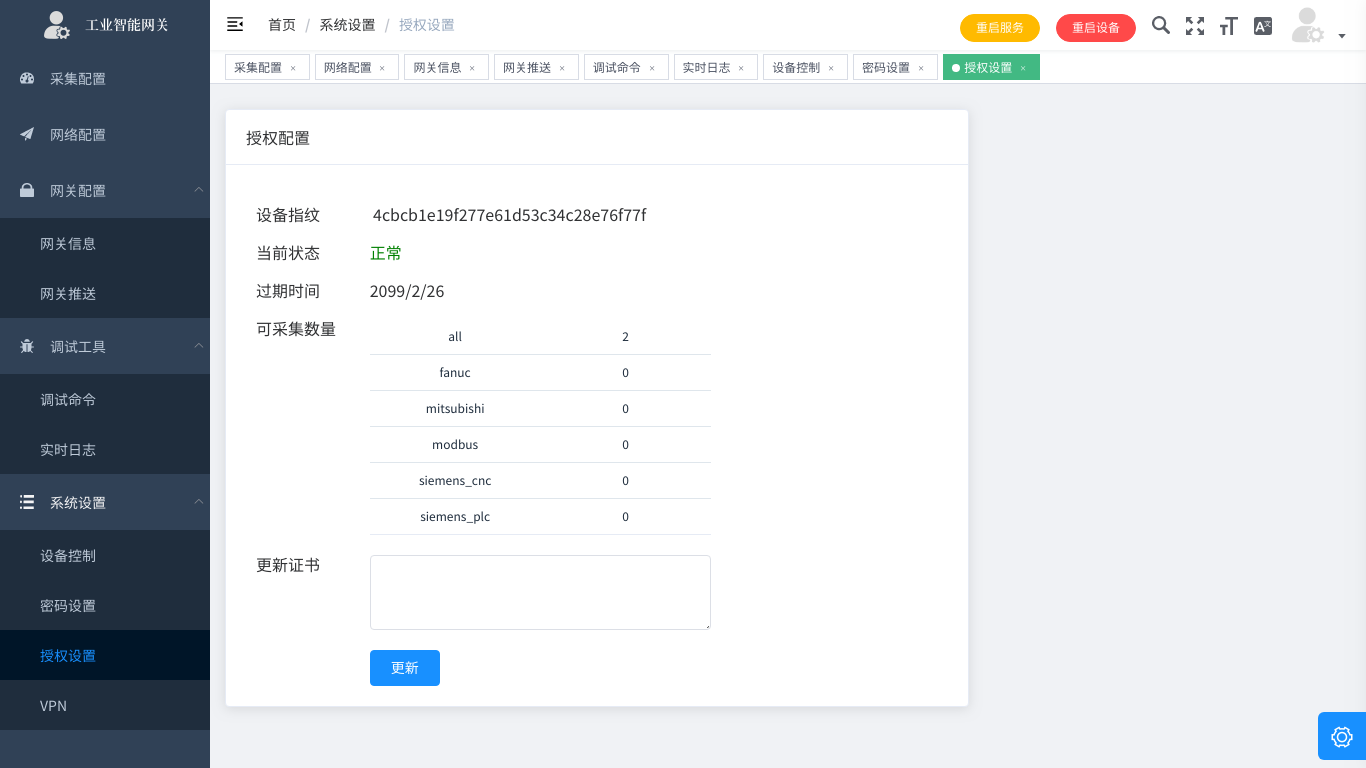 工业智能网关
采集配置
网络配置
网关配置
网关信息
网关推送
调试工具
调试命令
实时日志
系统设置
设备控制
密码设置
授权设置
VPN
首页 / 系统设置 / 授权设置
重启服务 重启设备
采集配置 × 网络配置 × 网关信息 × 网关推送 × 调试命令 × 实时日志 × 设备控制 × 密码设置 × 授权设置 ×
授权配置
设备指纹 4cbcb1e19f277e61d53c34c28e76f77f
当前状态 正常
过期时间 2099/2/26
可采集数量
all 2
fanuc 0
mitsubishi 0
modbus 0
siemens_cnc 0
siemens_plc 0
更新证书
更新